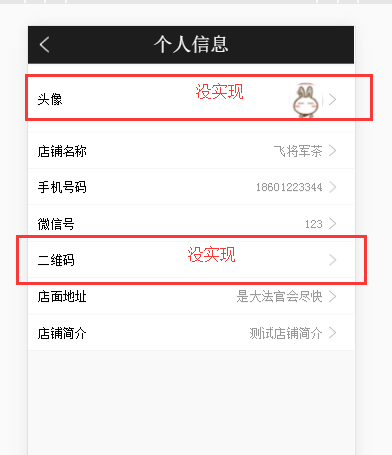 个人信息
头像 没实现
店铺名称 飞将军茶
手机号码 18601223344
微信号 123
二维码 没实现
店面地址 是大法官会尽快
店铺简介 测试店铺简介